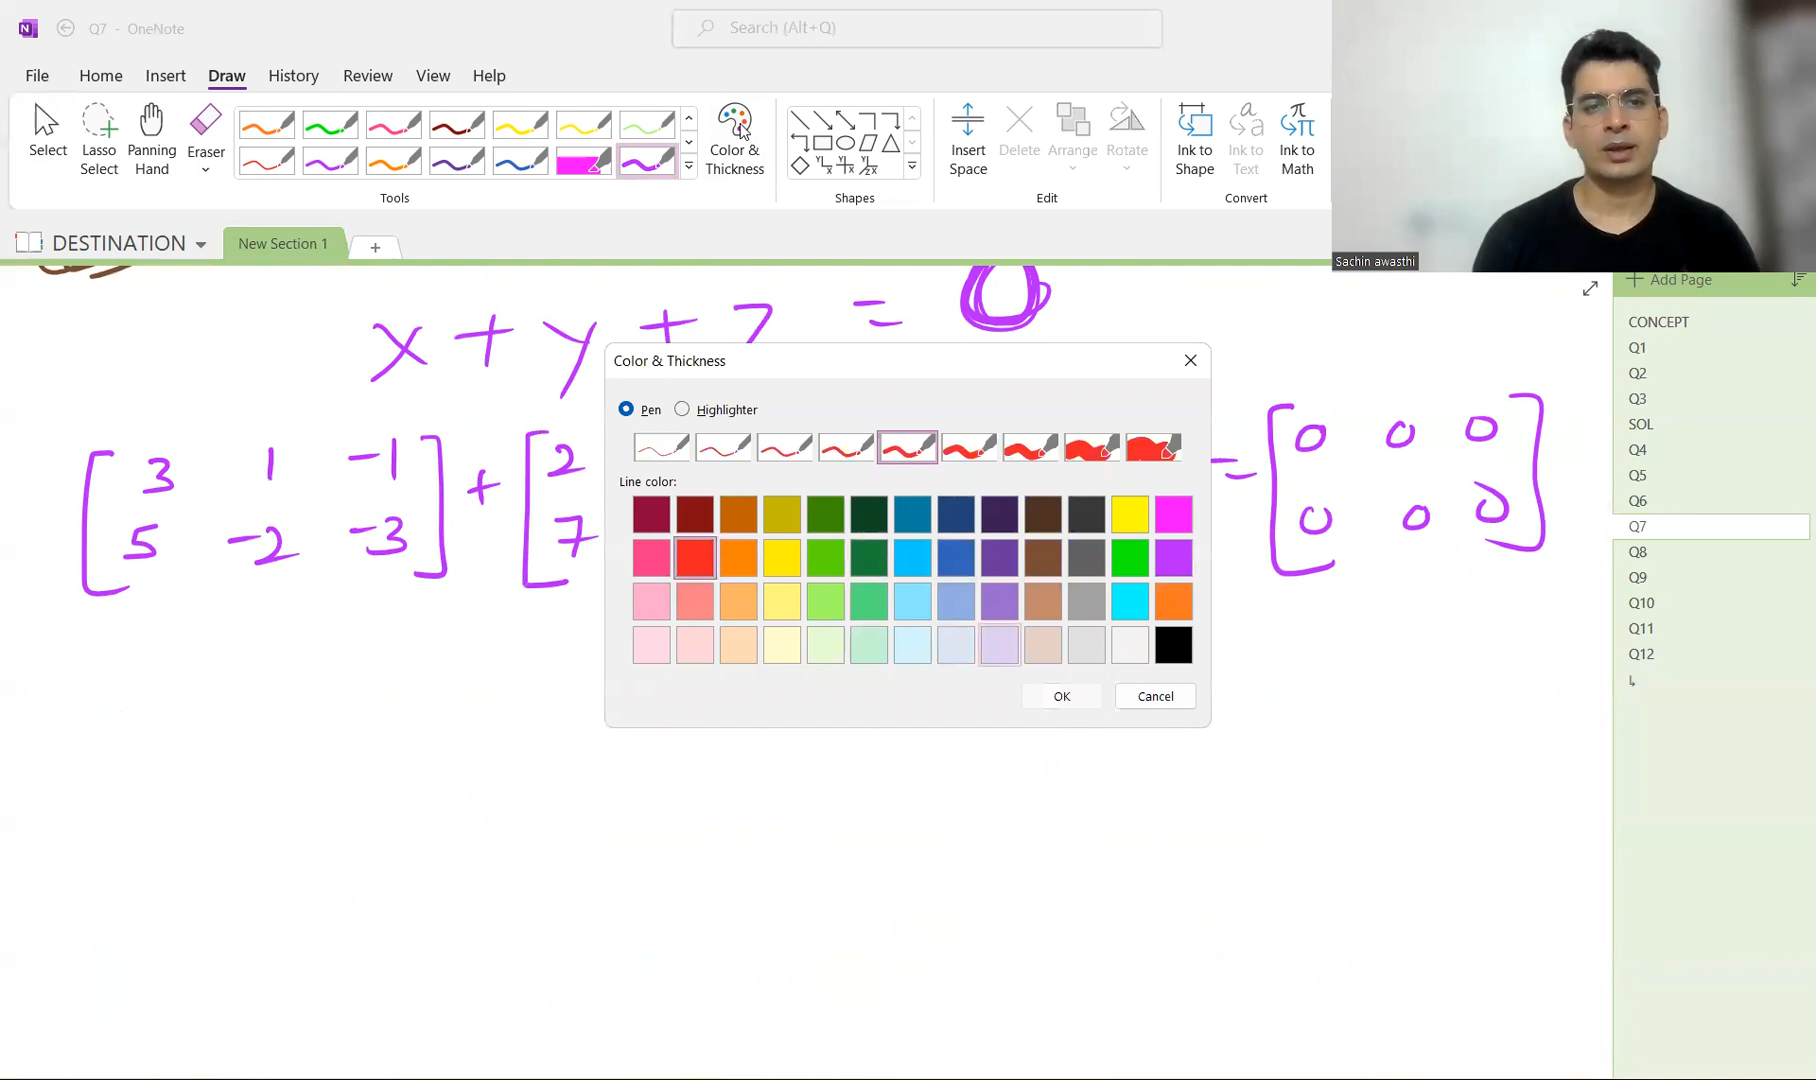 Q7 - OneNote
Search (Alt+Q)
File Home Insert Draw History Review View Help
Select
Lasso Select
Panning Hand
Eraser
Color & Thickness
Insert Space
Delete
Arrange
Rotate
Ink to Shape
Ink to Text
Ink to Math
Tools
Shapes
Edit
Convert
Sachin awasthi
DESTINATION
New Section 1
+
Add Page
CONCEPT
Q1
Q2
Q3
SOL
Q4
Q5
Q6
Q7
Q8
Q9
Q10
Q11
Q12
x + y + z = 0
3 1 -1
5 -2 -3
+
2
7
=
0 0 0
0 0 0
Color & Thickness
Pen Highlighter
Line color:
OK Cancel